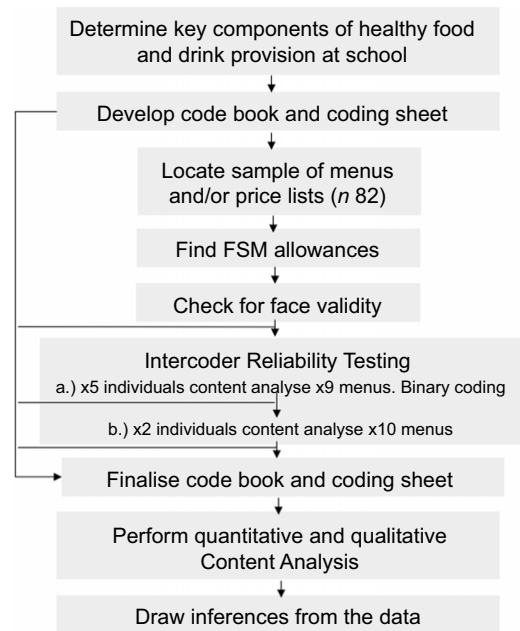 Determine key components of healthy food
and drink provision at school
Develop code book and coding sheet
Locate sample of menus
and/or price lists (n 82)
Find FSM allowances
Check for face validity
Intercoder Reliability Testing
a.) x5 individuals content analyse x9 menus. Binary coding
b.) x2 individuals content analyse x10 menus
Finalise code book and coding sheet
Perform quantitative and qualitative
Content Analysis
Draw inferences from the data